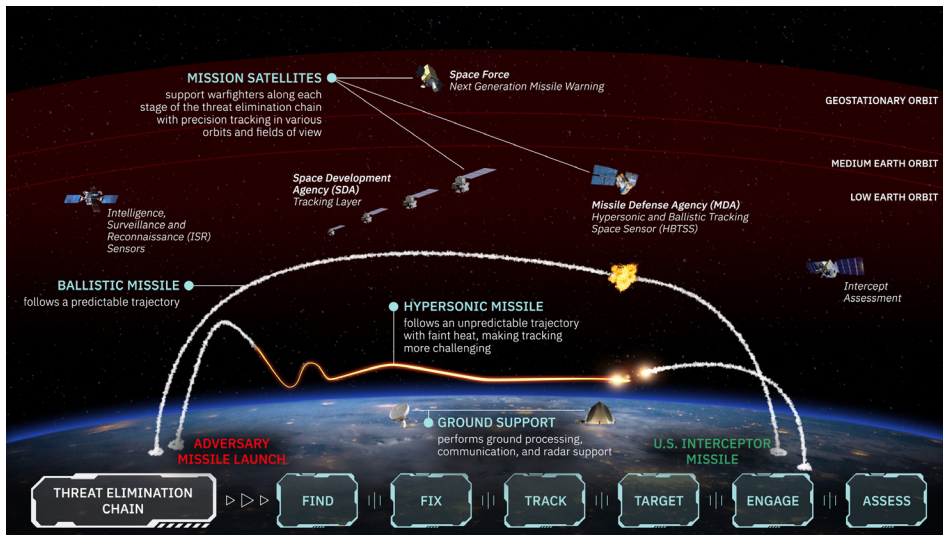 MISSION SATELLITES
support warfighters along each
stage of the threat elimination chain
with precision tracking in various
orbits and fields of view
Space Force
Next Generation Missile Warning
GEOSTATIONARY ORBIT
MEDIUM EARTH ORBIT
LOW EARTH ORBIT
Space Development
Agency (SDA)
Tracking Layer
Missile Defense Agency (MDA)
Hypersonic and Ballistic Tracking
Space Sensor (HBTSS)
Intelligence,
Surveillance and
Reconnaissance (ISR)
Sensors
BALLISTIC MISSILE
follows a predictable trajectory
Intercept
Assessment
HYPERSONIC MISSILE
follows an unpredictable trajectory
with faint heat, making tracking
more challenging
GROUND SUPPORT
performs ground processing,
communication, and radar support
ADVERSARY
MISSILE LAUNCH
U.S. INTERCEPTOR
MISSILE
THREAT ELIMINATION
CHAIN
FIND
FIX
TRACK
TARGET
ENGAGE
ASSESS